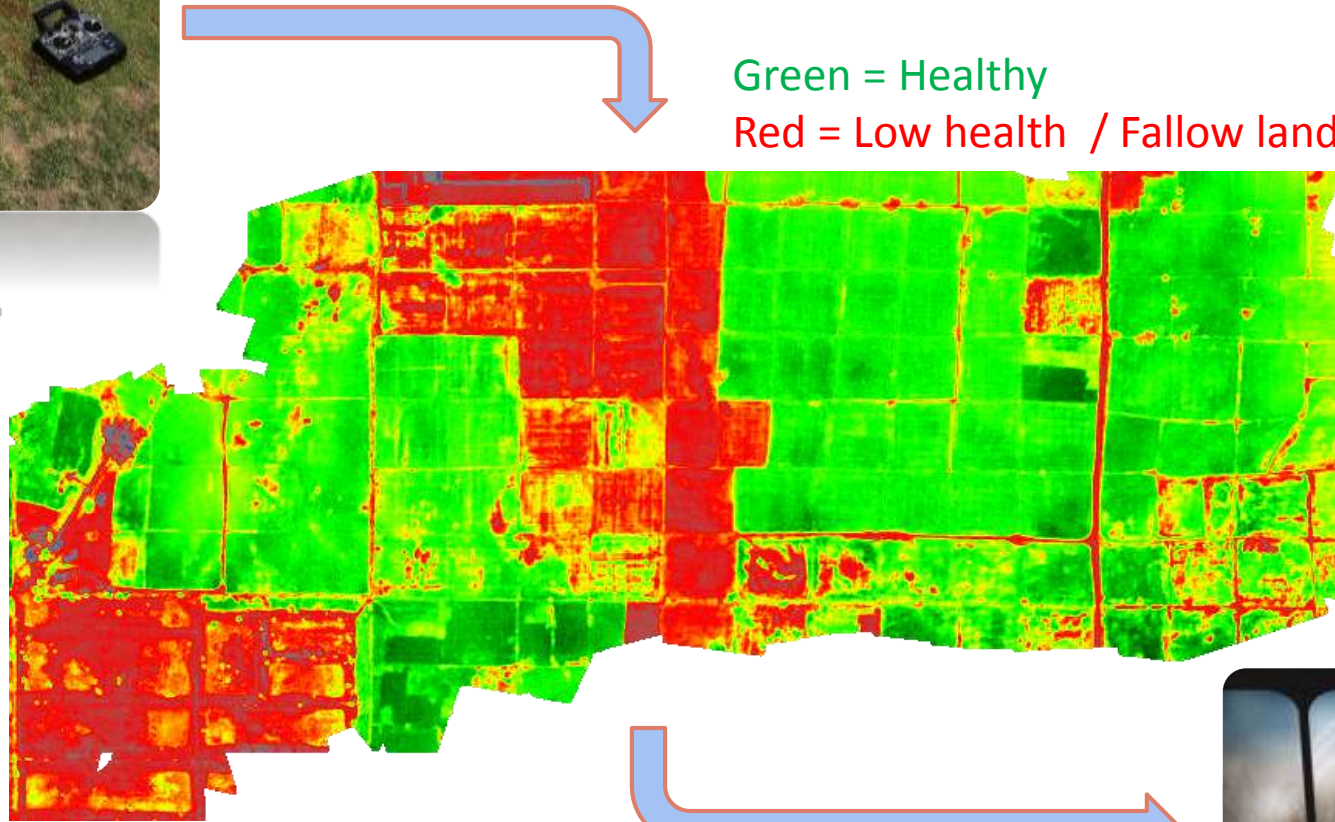 Green = Healthy
Red = Low health / Fallow land